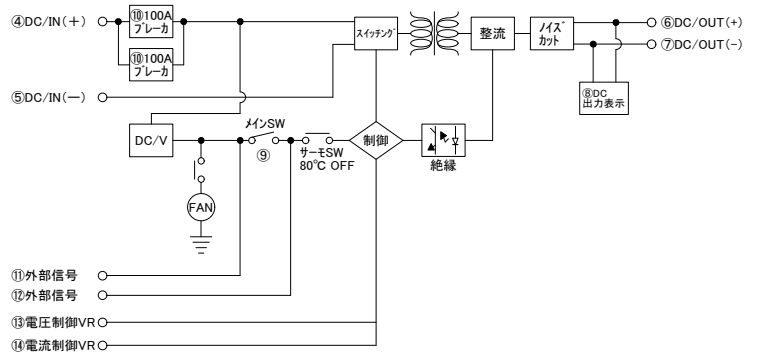 ④DC/IN(+)
⑩100A
ブレーカ
⑩100A
ブレーカ
⑤DC/IN(—)
スイッチング
整流
ノイズ
カット
⑥DC/OUT(+)
⑦DC/OUT(-)
⑧DC
出力表示
DC/V
メインSW
⑨
サーモSW
80℃ OFF
制御
絶縁
FAN
⑪外部信号
⑫外部信号
⑬電圧制御VR
⑭電流制御VR